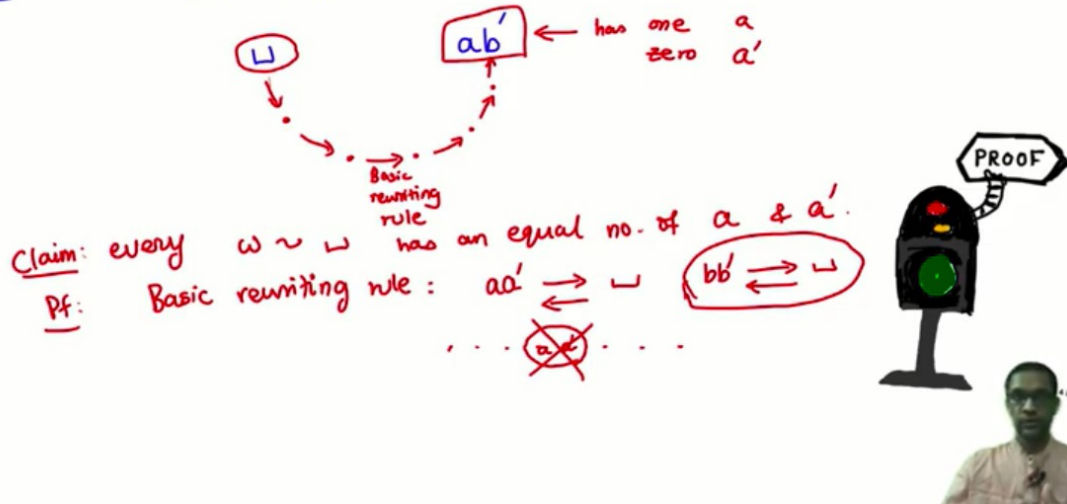 ⊔
ab′ ← has one a
zero a′
Basic
rewriting
rule
PROOF
Claim: every ω ~ ⊔ has an equal no. of a & a′.
Pf: Basic rewriting rule: aa′ ⇄ ⊔ bb′ ⇄ ⊔
. . . a a′ . . .